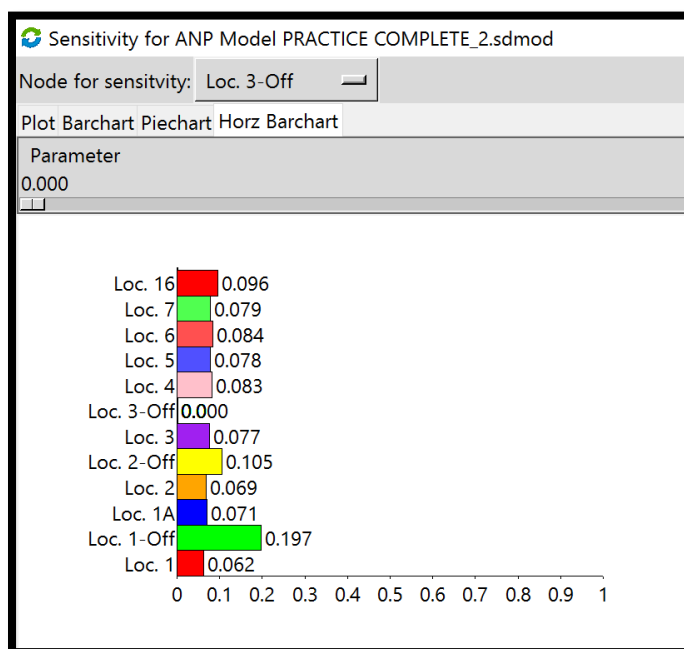 Sensitivity for ANP Model PRACTICE COMPLETE_2.sdmod
Node for sensitvity: Loc. 3-Off
Plot Barchart Piechart Horz Barchart
Parameter
0.000
Loc. 16 0.096
Loc. 7 0.079
Loc. 6 0.084
Loc. 5 0.078
Loc. 4 0.083
Loc. 3-Off 0.000
Loc. 3 0.077
Loc. 2-Off 0.105
Loc. 2 0.069
Loc. 1A 0.071
Loc. 1-Off 0.197
Loc. 1 0.062
0 0.1 0.2 0.3 0.4 0.5 0.6 0.7 0.8 0.9 1